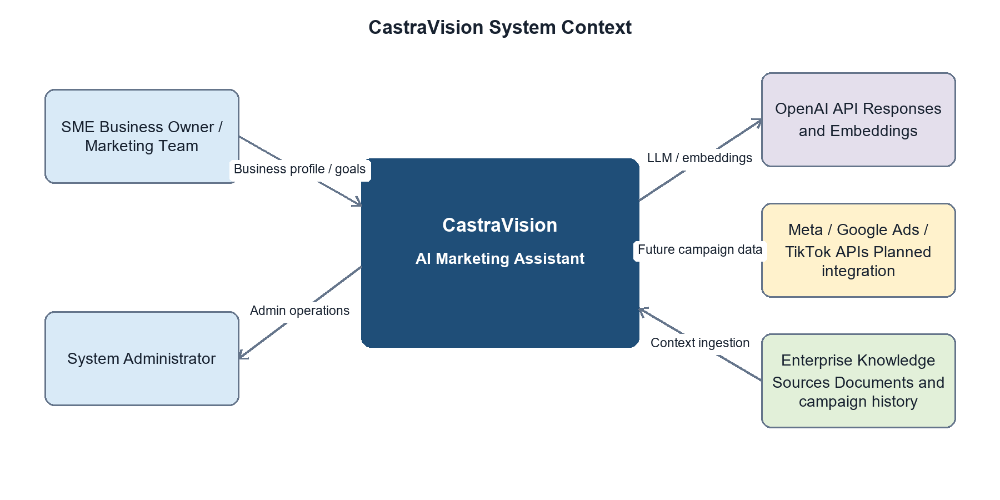 CastraVision System Context
SME Business Owner /
Marketing Team
Business profile / goals
CastraVision
AI Marketing Assistant
Admin operations
System Administrator
OpenAI API Responses
and Embeddings
LLM / embeddings
Meta / Google Ads /
TikTok APIs Planned
integration
Future campaign data
Context ingestion
Enterprise Knowledge
Sources Documents and
campaign history